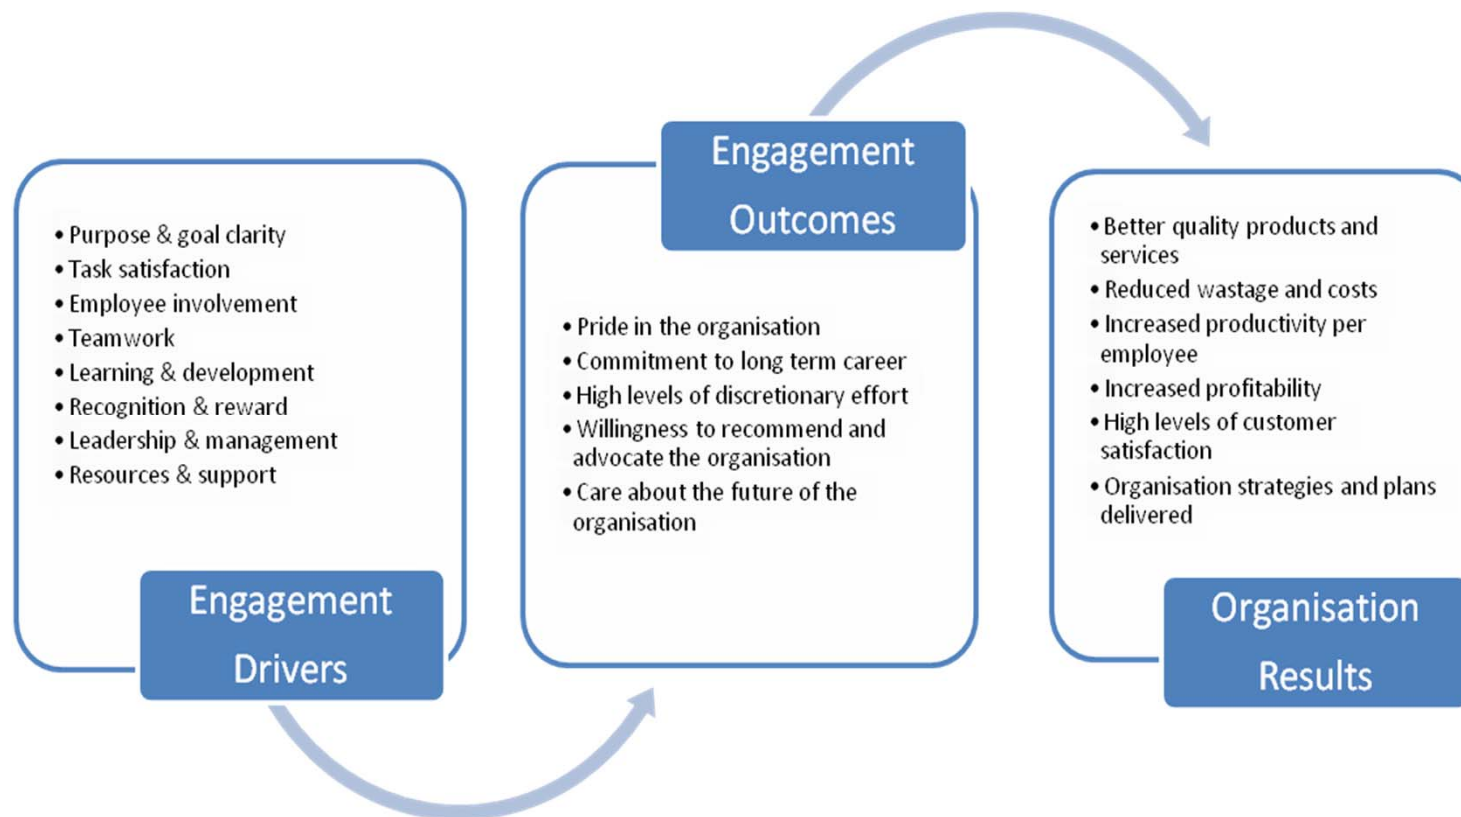 • Purpose & goal clarity
• Task satisfaction
• Employee involvement
• Teamwork
• Learning & development
• Recognition & reward
• Leadership & management
• Resources & support
Engagement
Drivers
Engagement
Outcomes
• Pride in the organisation
• Commitment to long term career
• High levels of discretionary effort
• Willingness to recommend and
advocate the organisation
• Care about the future of the
organisation
• Better quality products and
services
• Reduced wastage and costs
• Increased productivity per
employee
• Increased profitability
• High levels of customer
satisfaction
• Organisation strategies and plans
delivered
Organisation
Results